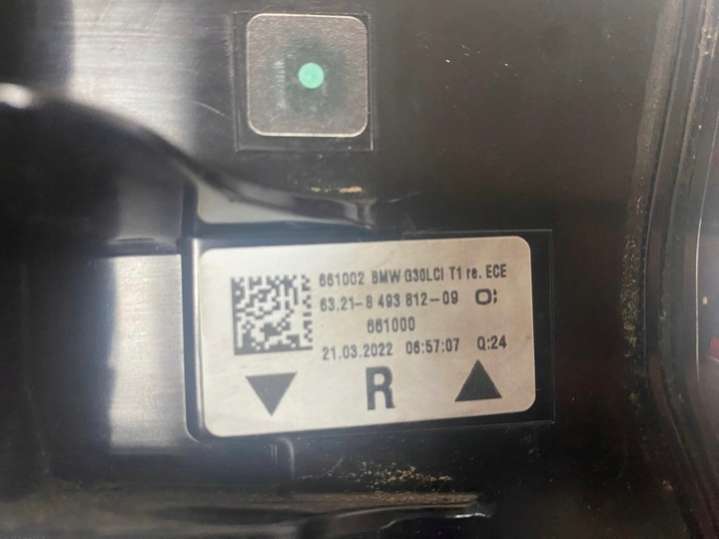 661002 BMW G30LCI T1 re. ECE
63.21-8 493 812-09 O:
661000
21.03.2022 06:57:07 Q:24
R